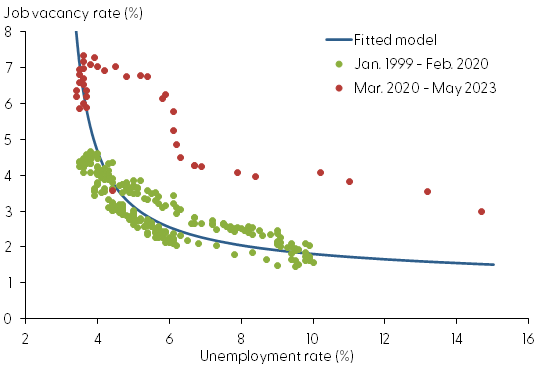 Job vacancy rate (%)
8
7
6
5
4
3
2
1
0
2 4 6 8 10 12 14 16
Unemployment rate (%)
Fitted model
Jan. 1999 - Feb. 2020
Mar. 2020 - May 2023